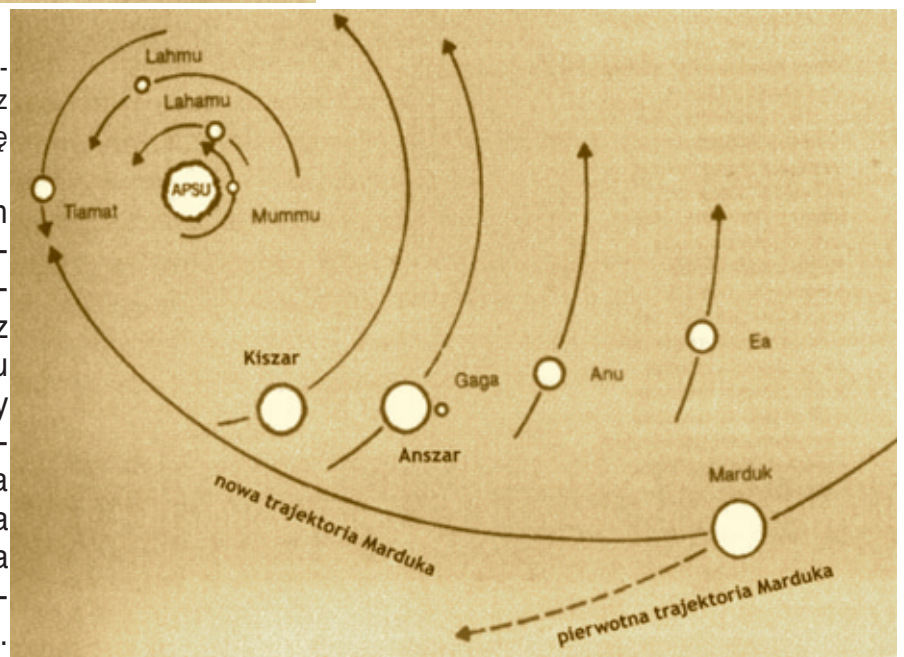 -
z
ę
m
-
-
z
u
y
-
a
a
a
-
.
Lahmu
Lahamu
APSU
Tiamat
Mummu
Kiszar
Gaga
Anu
Ea
Anszar
Marduk
nowa trajektoria Marduka
pierwotna trajektoria Marduka